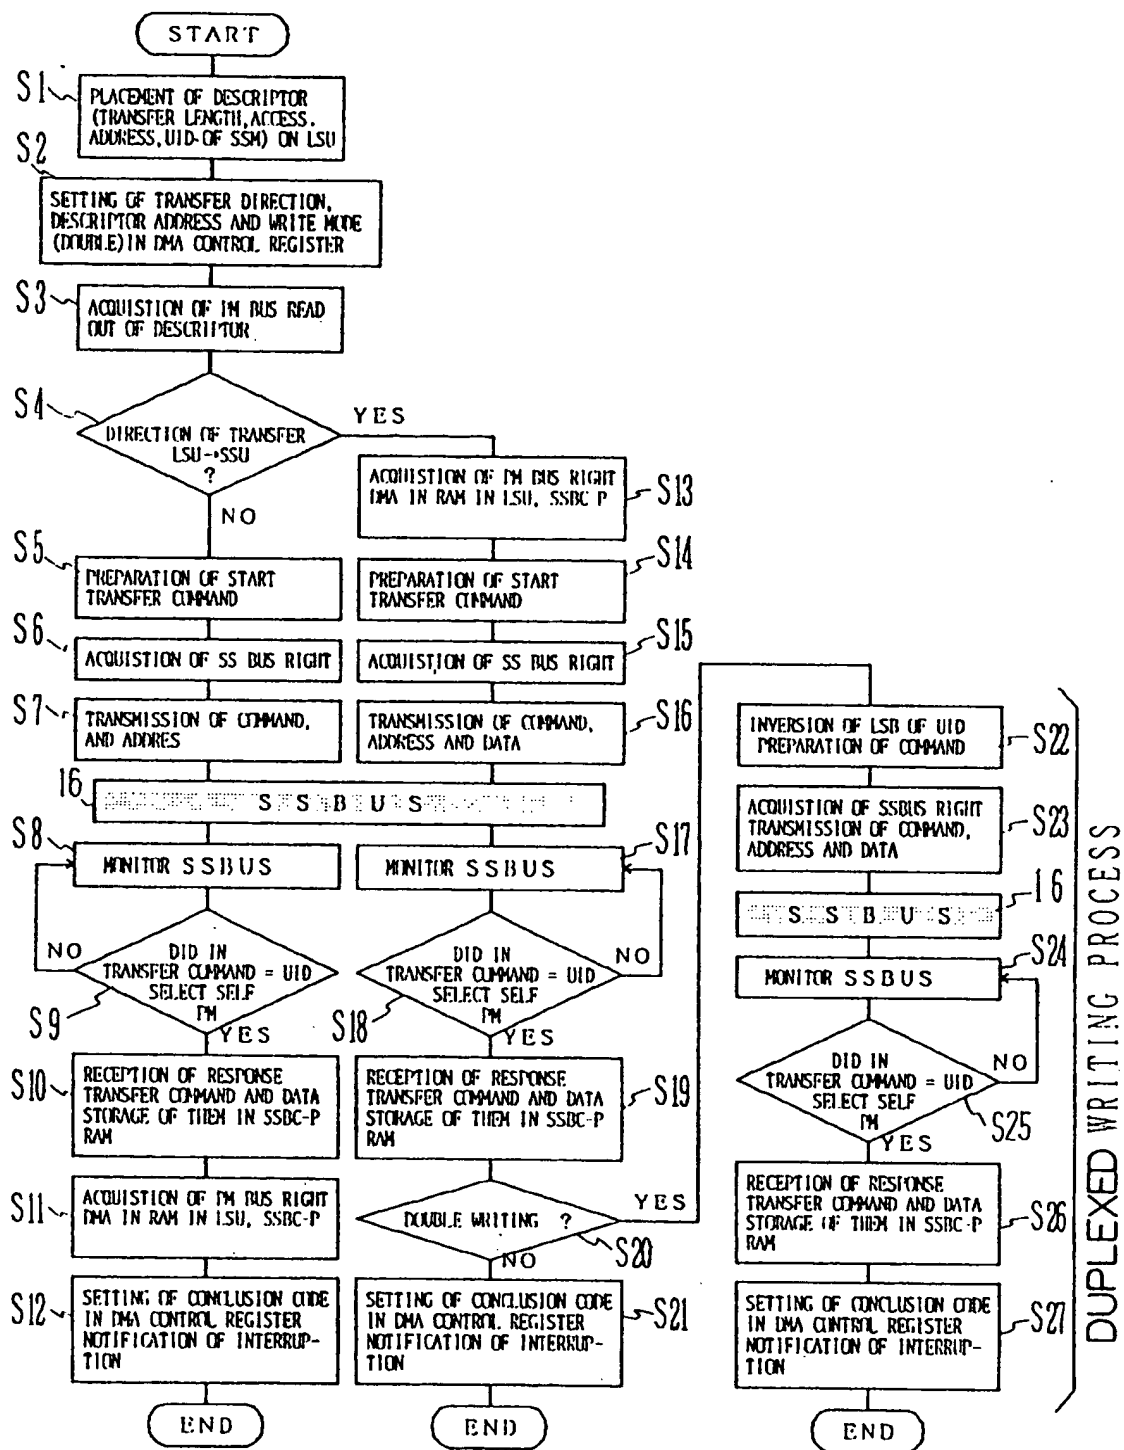 START
S1
PLACEMENT OF DESCRIPTOR
(TRANSFER LENGTH, ACCESS.
ADDRESS, UID-OF SSM) ON LSU
S2
SETTING OF TRANSFER DIRECTION,
DESCRIPTOR ADDRESS AND WRITE MODE
(DOUBLE) IN DMA CONTROL REGISTER
S3
ACQUISTION OF PM BUS READ
OUT OF DESCRIPTOR
S4
DIRECTION OF TRANSFER
LSU→SSU
?
YES
NO
S5
PREPARATION OF START
TRANSFER COMMAND
S6
ACQUISTION OF SS BUS RIGHT
S7
TRANSMISSION OF COMMAND,
AND ADDRES
S13
ACQUISTION OF PM BUS RIGHT
DMA IN RAM IN LSU, SSBC-P
S14
PREPARATION OF START
TRANSFER COMMAND
S15
ACQUISTION OF SS BUS RIGHT
S16
TRANSMISSION OF COMMAND,
ADDRESS AND DATA
16
SSBUS
S8
MONITOR SSBUS
NO
DID IN
TRANSFER COMMAND = UID
SELECT SELF
PM
S9
YES
S10
RECEPTION OF RESPONSE
TRANSFER COMMAND AND DATA
STORAGE OF THEM IN SSBC-P
RAM
S11
ACQUISTION OF PM BUS RIGHT
DMA IN RAM IN LSU, SSBC-P
S12
SETTING OF CONCLUSION CODE
IN DMA CONTROL REGISTER
NOTIFICATION OF INTERRUP-
TION
END
S17
MONITOR SSBUS
NO
DID IN
TRANSFER COMMAND = UID
SELECT SELF
PM
S18
YES
S19
RECEPTION OF RESPONSE
TRANSFER COMMAND AND DATA
STORAGE OF THEM IN SSBC-P
RAM
DOUBLE WRITING ?
YES
S20
NO
S21
SETTING OF CONCLUSION CODE
IN DMA CONTROL REGISTER
NOTIFICATION OF INTERRUP-
TION
END
S22
INVERSION OF LSB OF UID
PREPARATION OF COMMAND
S23
ACQUISTION OF SSBUS RIGHT
TRANSMISSION OF COMMAND,
ADDRESS AND DATA
16
SSBUS
S24
MONITOR SSBUS
NO
DID IN
TRANSFER COMMAND = UID
SELECT SELF
PM
S25
YES
S26
RECEPTION OF RESPONSE
TRANSFER COMMAND AND DATA
STORAGE OF THEM IN SSBC-P
RAM
S27
SETTING OF CONCLUSION CODE
IN DMA CONTROL REGISTER
NOTIFICATION OF INTERRUP-
TION
END
DUPLEXED WRITING PROCESS